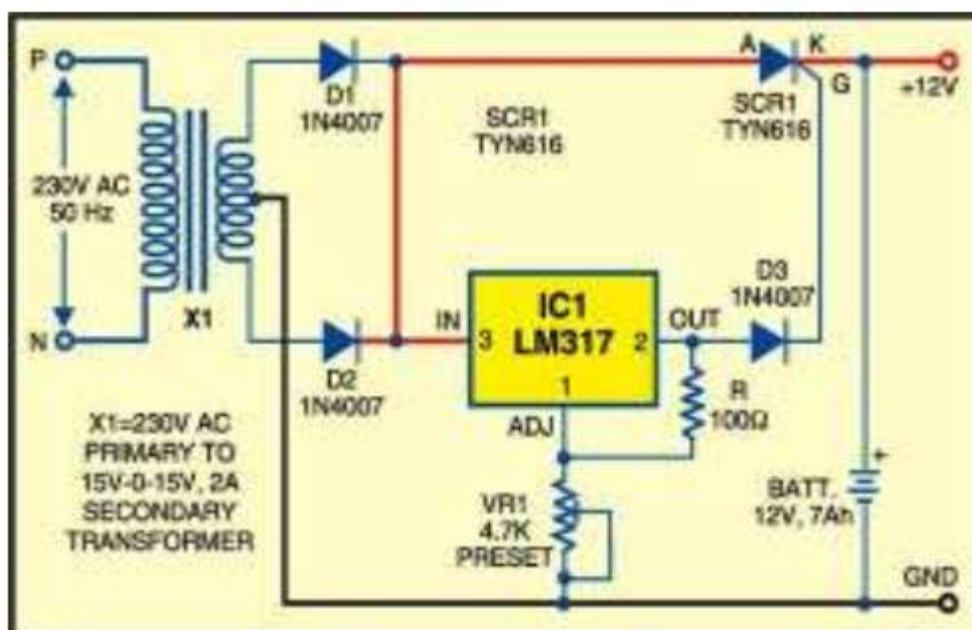 P
230V AC
50 Hz
N
X1
X1=230V AC
PRIMARY TO
15V-0-15V, 2A
SECONDARY
TRANSFORMER
D1
1N4007
D2
1N4007
SCR1
TYN616
A
K
G
SCR1
TYN616
+12V
IN
3
IC1
LM317
2
1
OUT
ADJ
D3
1N4007
R
100Ω
VR1
4.7K
PRESET
+
BATT.
12V, 7Ah
GND